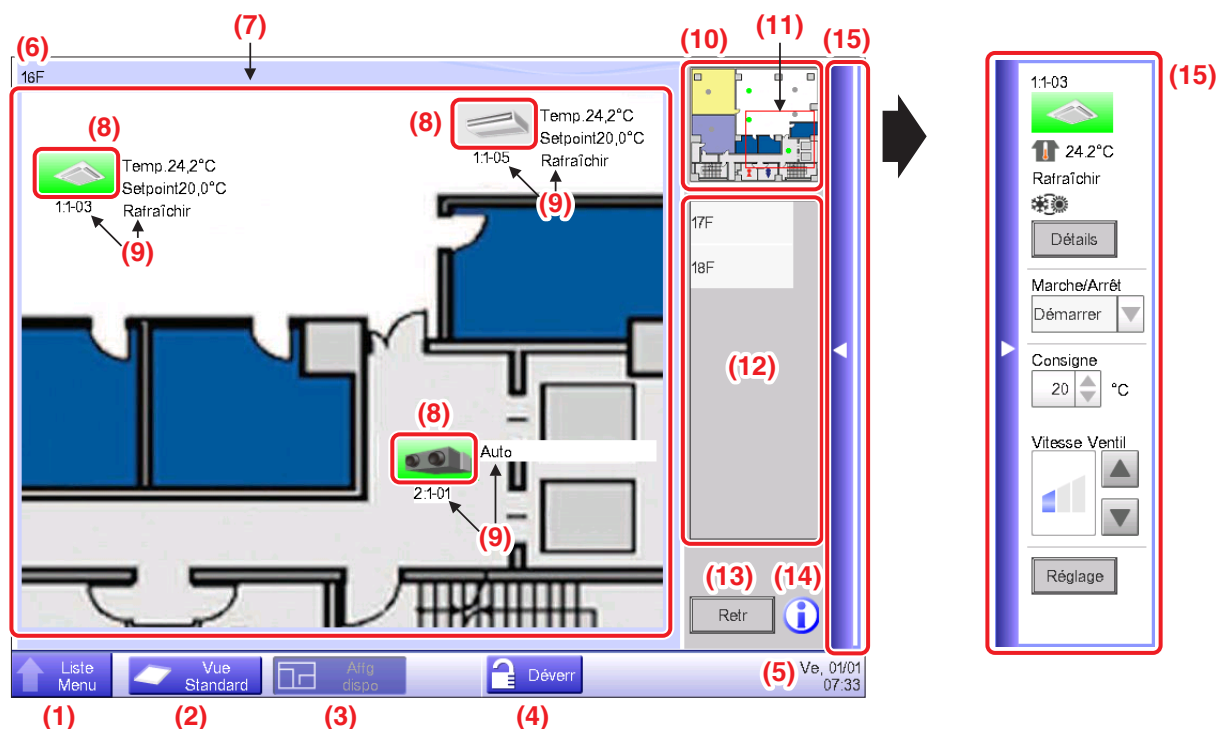 (7)
(10)
(11)
(15)
(6)
16F
(8)
Temp.24,2°C
Setpoint20,0°C
Rafraîchir
1:1-03
(9)
(8)
Temp.24,2°C
Setpoint20,0°C
Rafraîchir
1:1-05
(9)
(8)
Auto
2:1-01
(9)
17F
18F
(12)
(13)
(14)
Retr
i
Liste
Menu
Vue
Standard
Affg
dispo
Déverr
(5)
Ve, 01/01
07:33
(1)
(2)
(3)
(4)
(15)
1:1-03
24.2°C
Rafraîchir
Détails
Marche/Arrêt
Démarrer
Consigne
20 °C
Vitesse Ventil
Réglage